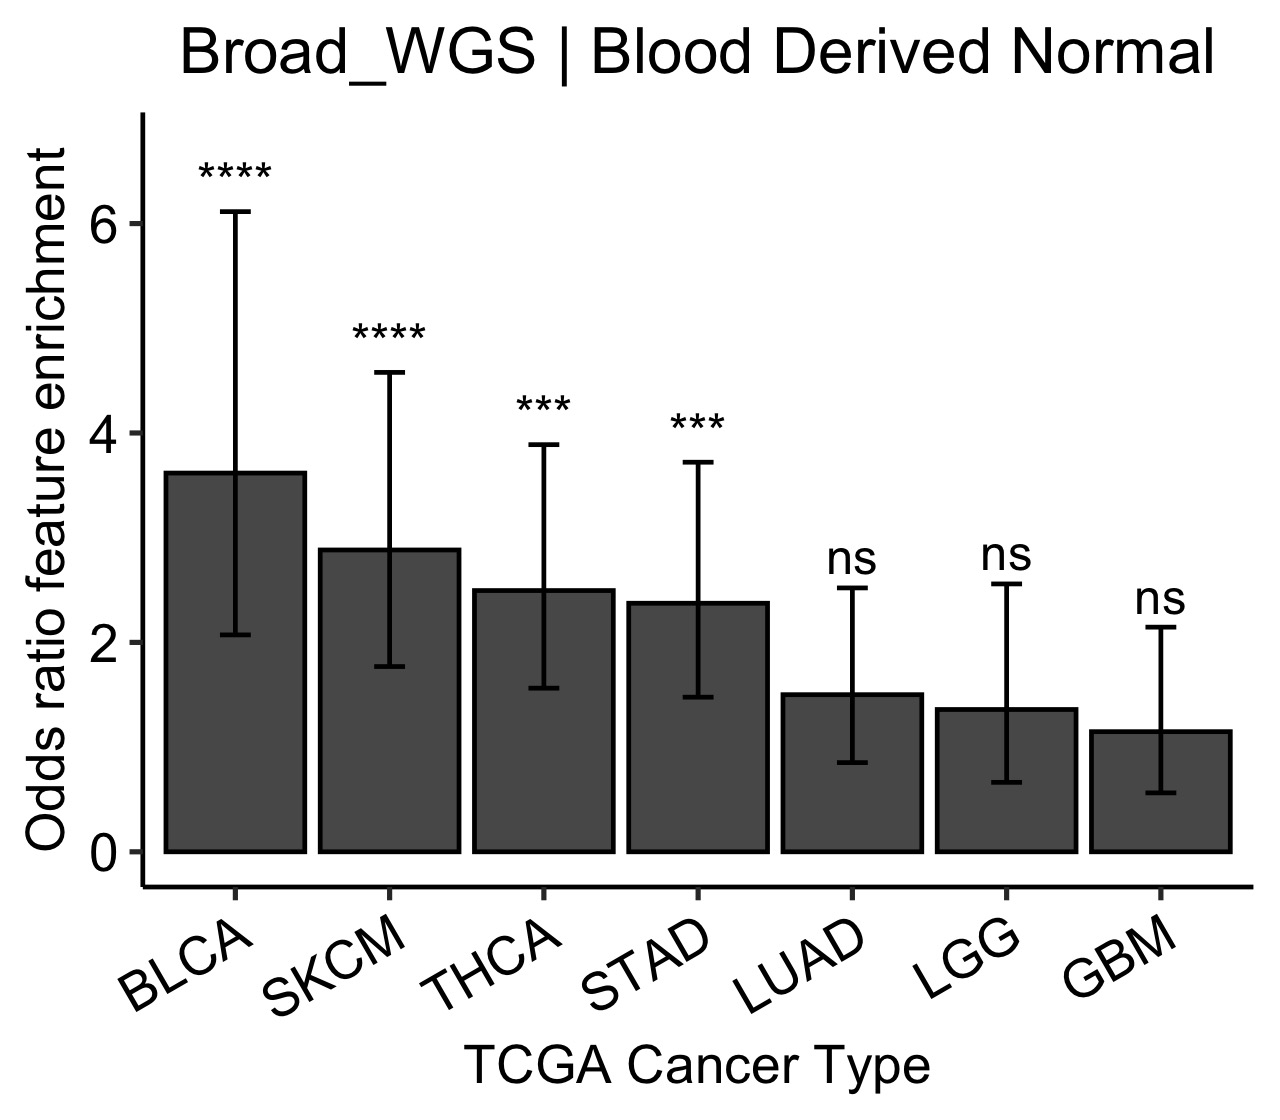 Broad_WGS | Blood Derived Normal
Odds ratio feature enrichment
6
4
2
0
****
****
***
***
ns
ns
ns
BLCA
SKCM
THCA
STAD
LUAD
LGG
GBM
TCGA Cancer Type